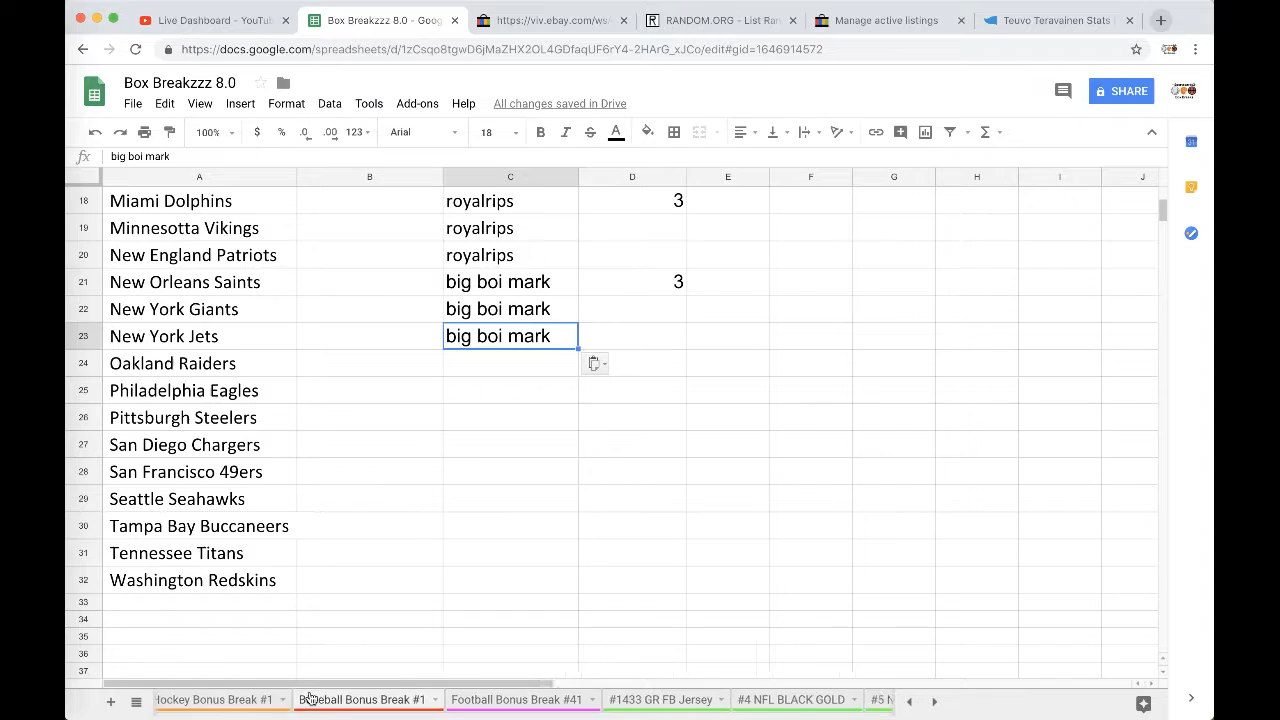 Live Dashboard - YouTub
Box Breakzzz 8.0 - Goog
https://viv.ebay.com/ws/
RANDOM.ORG - List Ra
Manage active listings
Teuvo Teravainen Stats
https://docs.google.com/spreadsheets/d/1zCsqo8tgwD6jMaZHX2OL4GDfaqUF6rY4-2HArG_xJCo/edit#gid=1646914572
Box Breakzzz 8.0
File Edit View Insert Format Data Tools Add-ons Help All changes saved in Drive
SHARE
100% $ % .0 .00 123 Arial 18 B I S A
fx big boi mark
A B C D E F G H I J
18 Miami Dolphins royalrips 3
19 Minnesotta Vikings royalrips
20 New England Patriots royalrips
21 New Orleans Saints big boi mark 3
22 New York Giants big boi mark
23 New York Jets big boi mark
24 Oakland Raiders
25 Philadelphia Eagles
26 Pittsburgh Steelers
27 San Diego Chargers
28 San Francisco 49ers
29 Seattle Seahawks
30 Tampa Bay Buccaneers
31 Tennessee Titans
32 Washington Redskins
33
34
35
36
37
Hockey Bonus Break #1 Baseball Bonus Break #1 Football Bonus Break #41 #1433 GR FB Jersey #4 NFL BLACK GOLD #5 N